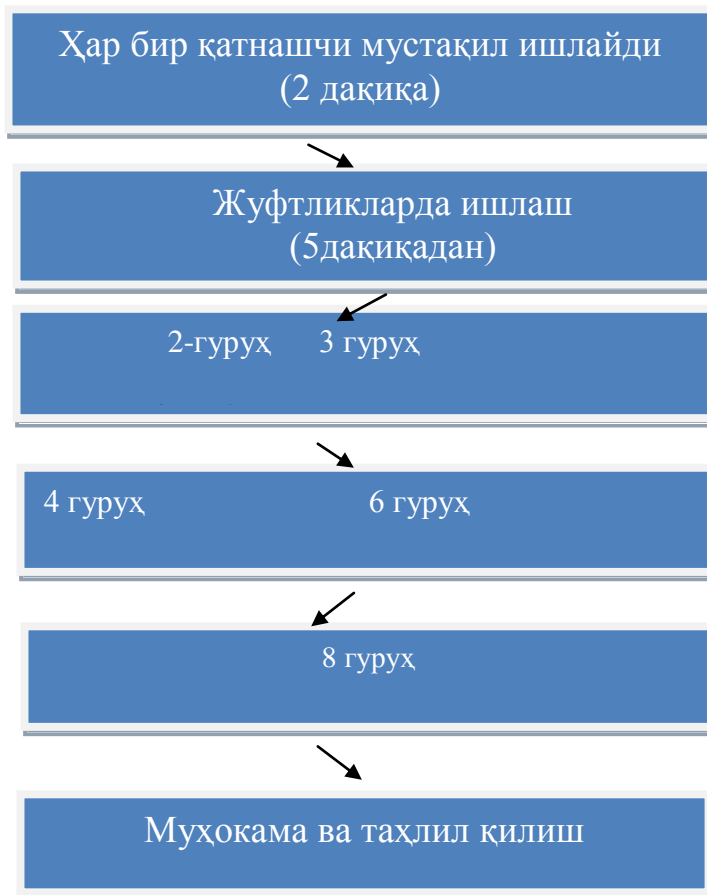 Ҳар бир қатнашчи мустақил ишлайди
(2 дақиқа)
Жуфтликларда ишлаш
(5дақиқадан)
2-гуруҳ 3 гуруҳ
4 гуруҳ 6 гуруҳ
8 гуруҳ
Муҳокама ва таҳлил қилиш